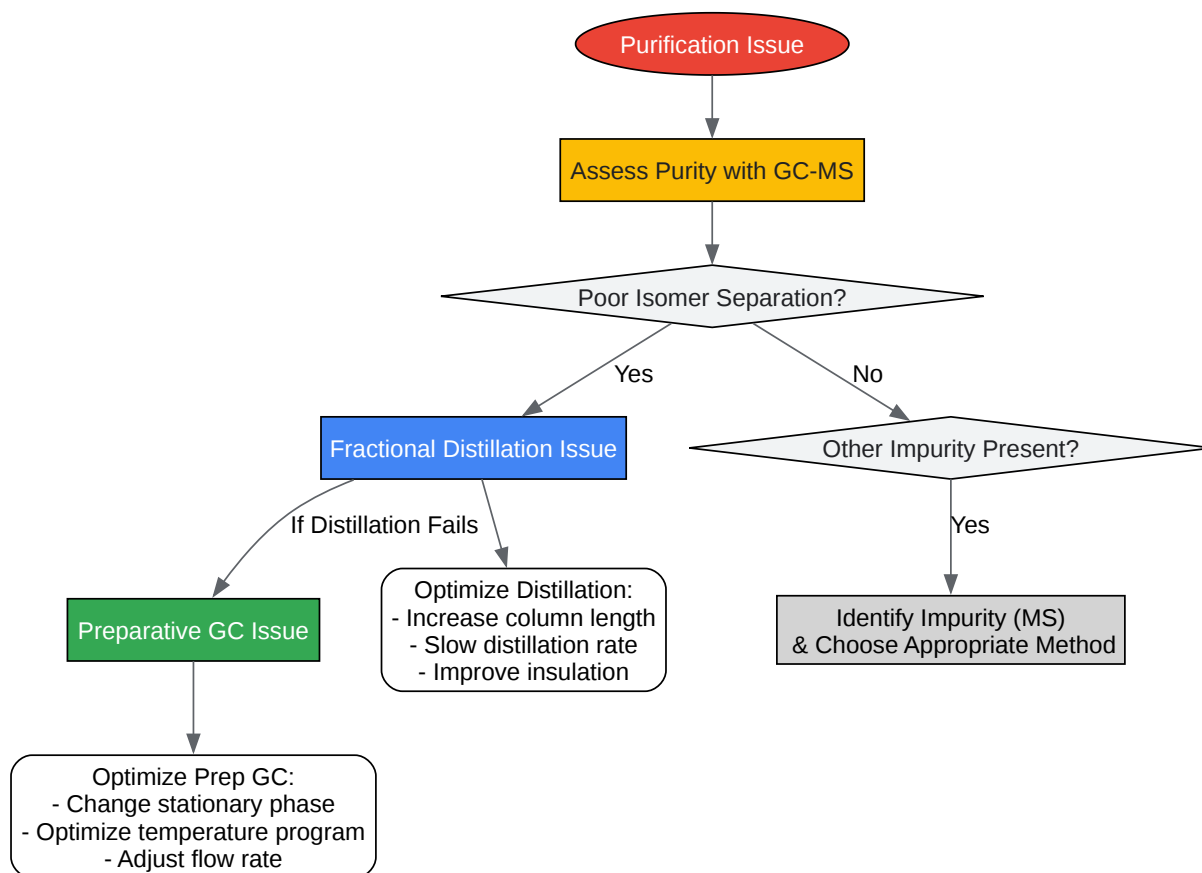 Purification Issue
Assess Purity with GC-MS
Poor Isomer Separation?
Yes
No
Fractional Distillation Issue
Other Impurity Present?
If Distillation Fails
Yes
Optimize Distillation:
- Increase column length
- Slow distillation rate
- Improve insulation
Preparative GC Issue
Identify Impurity (MS)
& Choose Appropriate Method
Optimize Prep GC:
- Change stationary phase
- Optimize temperature program
- Adjust flow rate